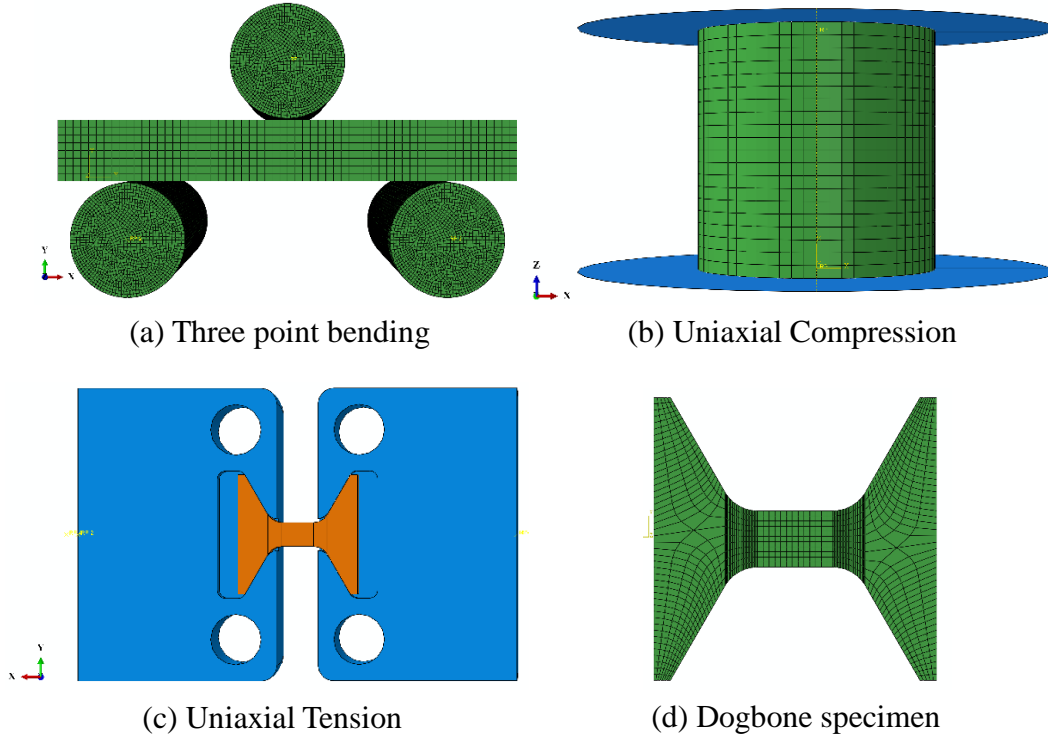 Y
X
(a) Three point bending
Z
X
(b) Uniaxial Compression
Y
X
(c) Uniaxial Tension
(d) Dogbone specimen